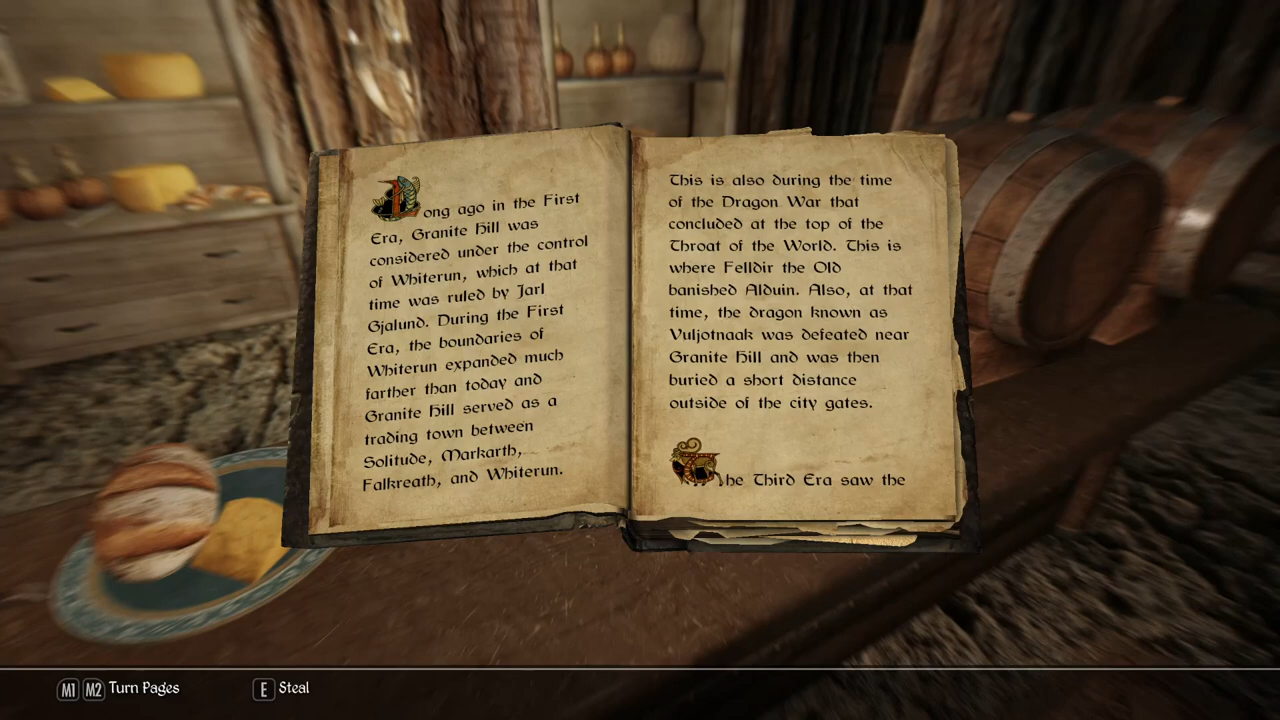 Long ago in the First
Era, Granite Hill was
considered under the control
of Whiterun, which at that
time was ruled by Jarl
Gjalund. During the First
Era, the boundaries of
Whiterun expanded much
farther than today and
Granite Hill served as a
trading town between
Solitude, Markarth,
Falkreath, and Whiterun.
This is also during the time
of the Dragon War that
concluded at the top of the
Throat of the World. This is
where Felldir the Old
banished Alduin. Also, at that
time, the dragon known as
Vuljotnaak was defeated near
Granite Hill and was then
buried a short distance
outside of the city gates.
The Third Era saw the
M1 M2 Turn Pages
E Steal